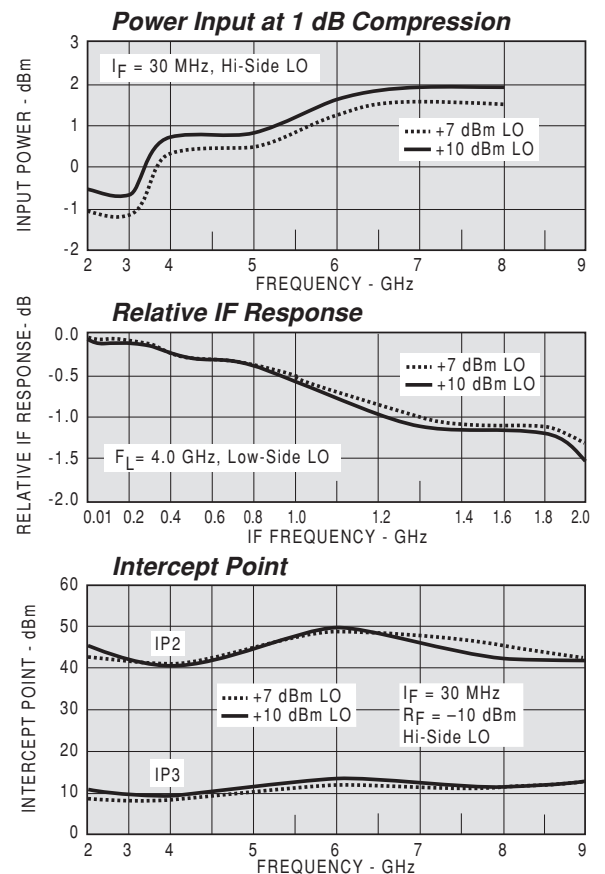 Power Input at 1 dB Compression
INPUT POWER - dBm
3
2
1
0
-1
-2
IF = 30 MHz, Hi-Side LO
+7 dBm LO
+10 dBm LO
2 3 4 5 6 7 8 9
FREQUENCY - GHz
Relative IF Response
RELATIVE IF RESPONSE- dB
0.0
-0.5
-1.0
-1.5
-2.0
+7 dBm LO
+10 dBm LO
FL= 4.0 GHz, Low-Side LO
0.01 0.2 0.4 0.6 0.8 1.0 1.2 1.4 1.6 1.8 2.0
IF FREQUENCY - GHz
Intercept Point
INTERCEPT POINT - dBm
60
50
40
30
20
10
0
IP2
+7 dBm LO
+10 dBm LO
IF = 30 MHz
RF = –10 dBm
Hi-Side LO
IP3
2 3 4 5 6 7 8 9
FREQUENCY - GHz